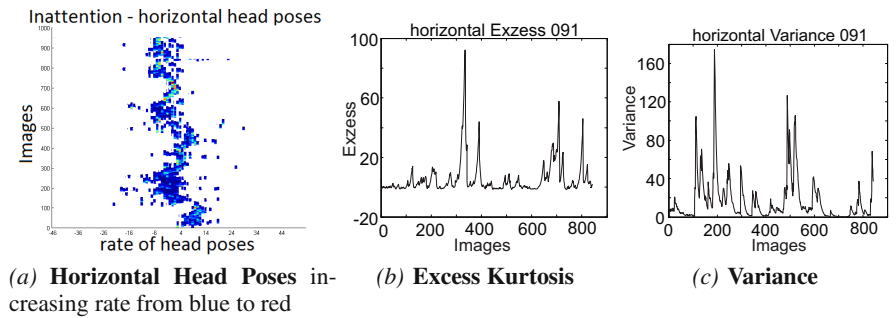 Inattention - horizontal head poses
1000
900
800
700
600
500
400
300
200
100
0
Images
-46 -36 -26 -16 -6 4 14 24 34 44
rate of head poses
horizontal Exzess 091
100
60
20
-20
Exzess
0 200 400 600 800
Images
horizontal Variance 091
160
120
80
40
0
Variance
0 200 400 600 800
Images
(a) Horizontal Head Poses in-
creasing rate from blue to red
(b) Excess Kurtosis
(c) Variance